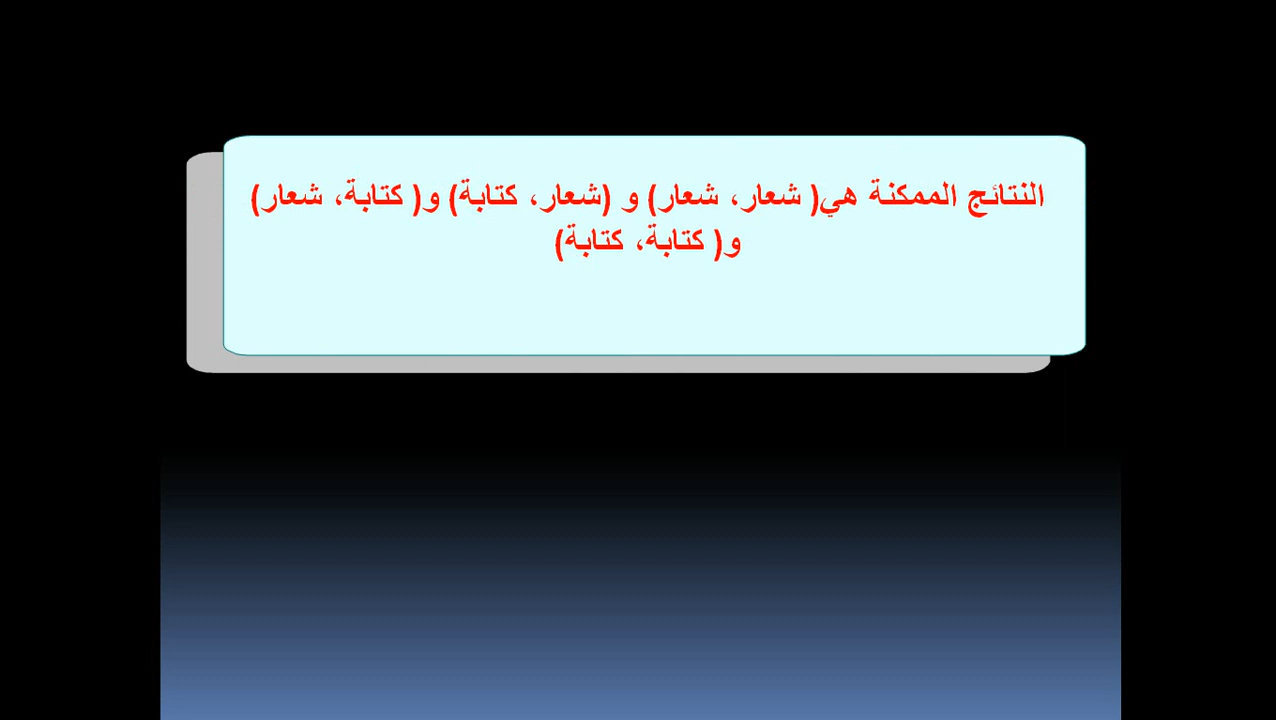 النتائج الممكنة هي( شعار، شعار) و (شعار، كتابة) و( كتابة، شعار)
و( كتابة، كتابة)